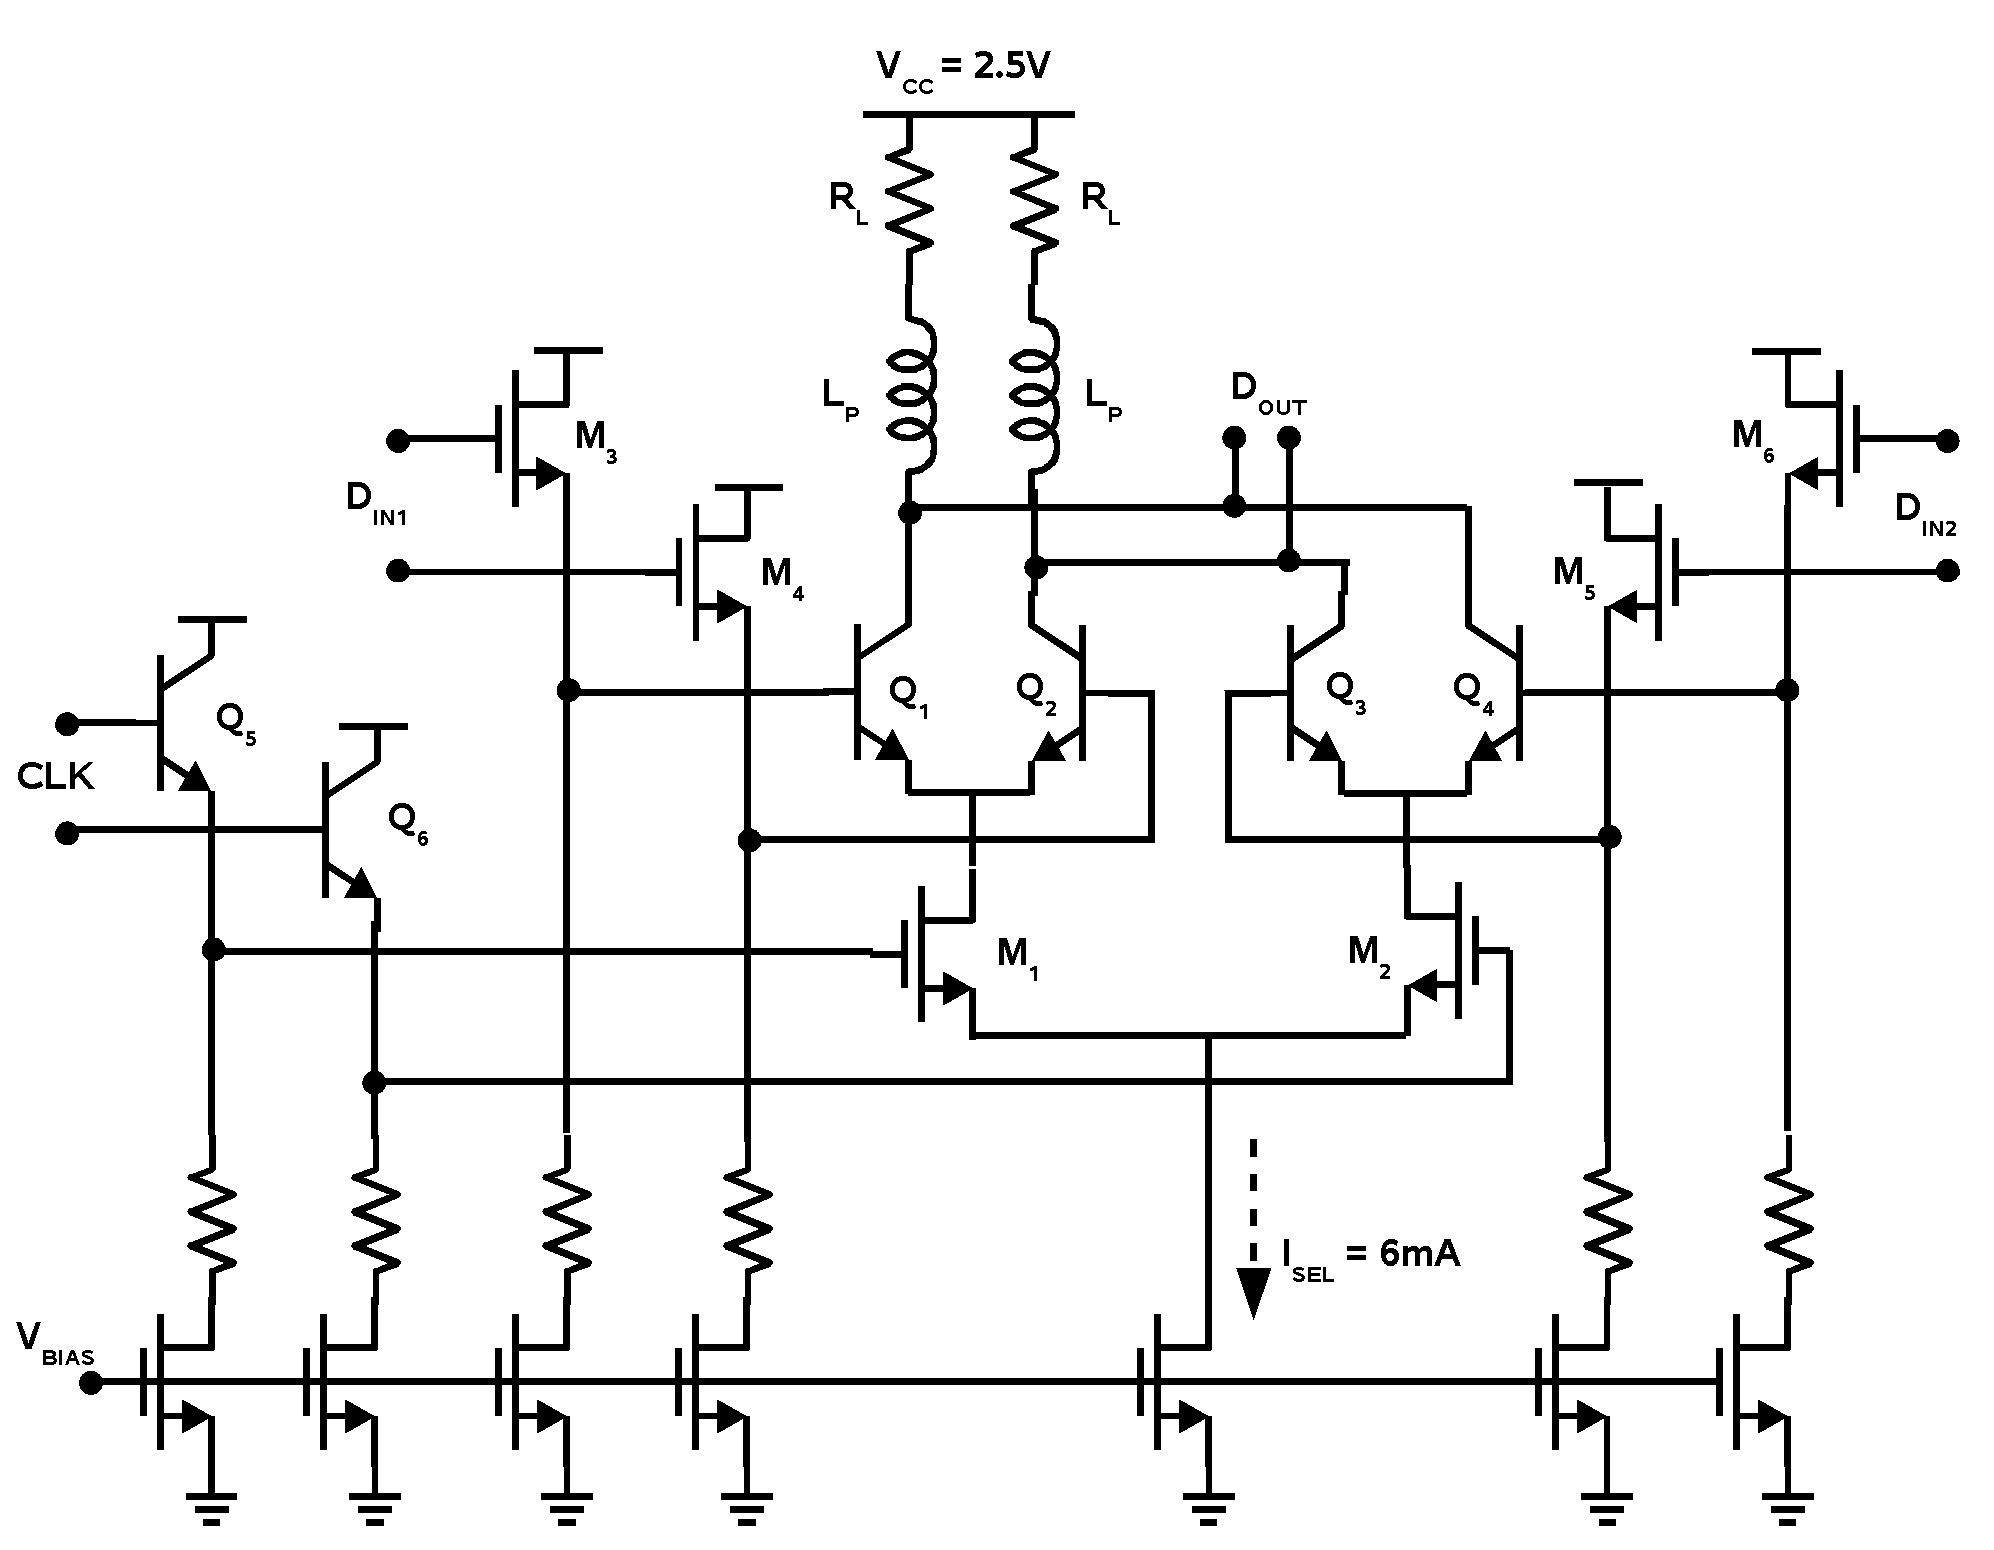 VCC = 2.5V
RL
RL
LP
LP
DOUT
M3
M6
DIN1
DIN2
M4
M5
Q5
CLK
Q6
Q1
Q2
Q3
Q4
M1
M2
ISEL = 6mA
VBIAS